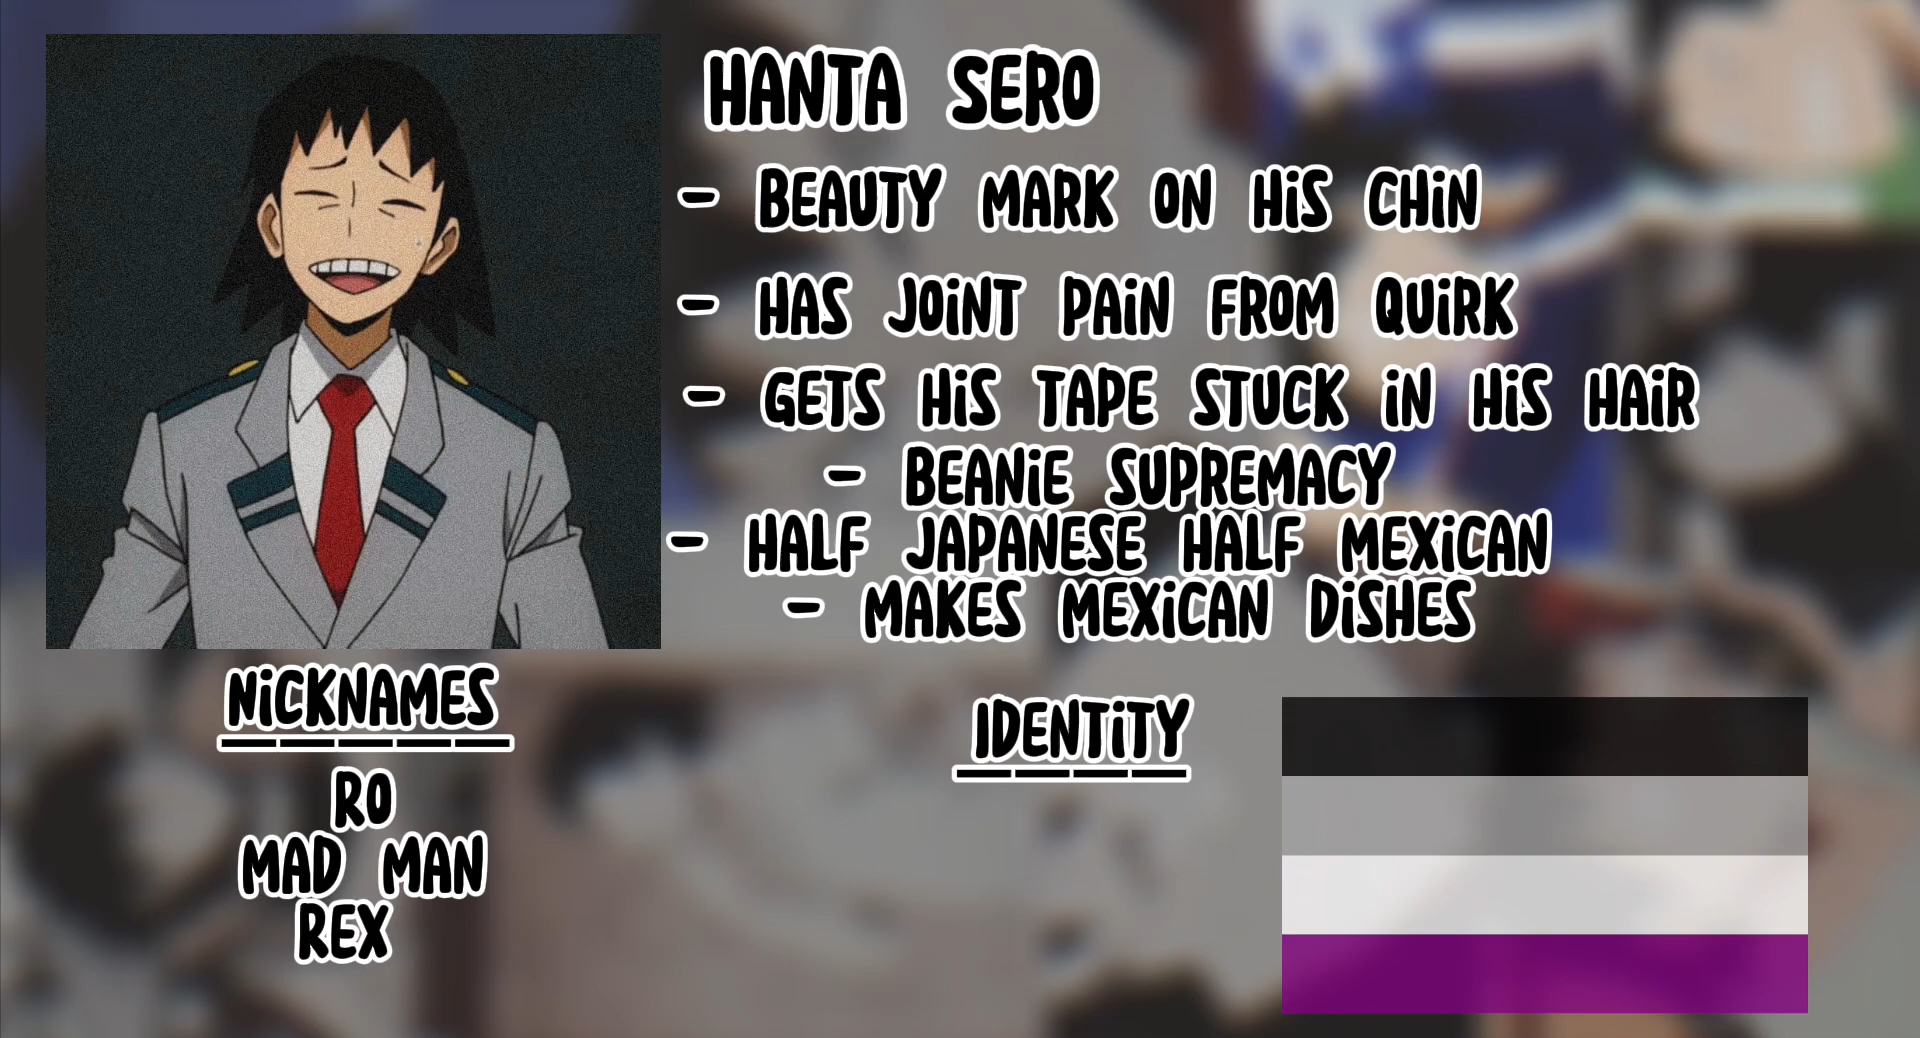 HANTA SERO
- BEAUTY MARK ON HiS CHiN
- HAS JOiNT PAiN FROM QUiRK
- GETS HiS TAPE STUCK iN HiS HAiR
- BEANiE SUPREMACY
- HALF JAPANESE HALF MEXiCAN
- MAKES MEXiCAN DiSHES
NiCKNAMES
RO
MAD MAN
REX
IDENTiTY